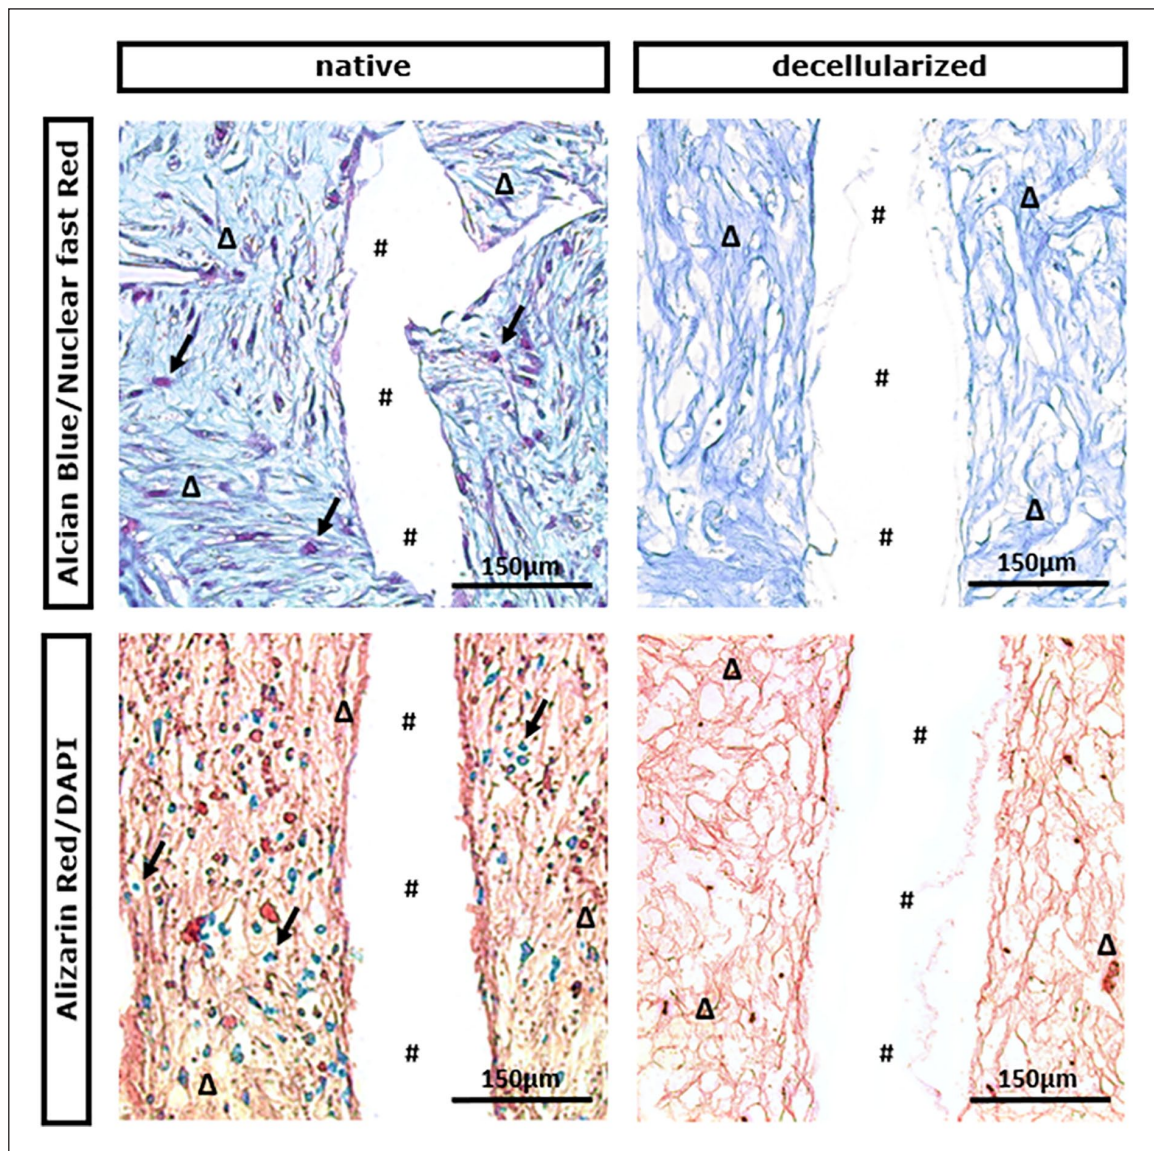 native
decellularized
Alcian Blue/Nuclear fast Red
Δ
Δ
#
#
Δ
#
150µm
Δ
#
Δ
#
Δ
#
150µm
Alizarin Red/DAPI
Δ
#
#
Δ
#
Δ
150µm
Δ
#
#
Δ
Δ
#
150µm